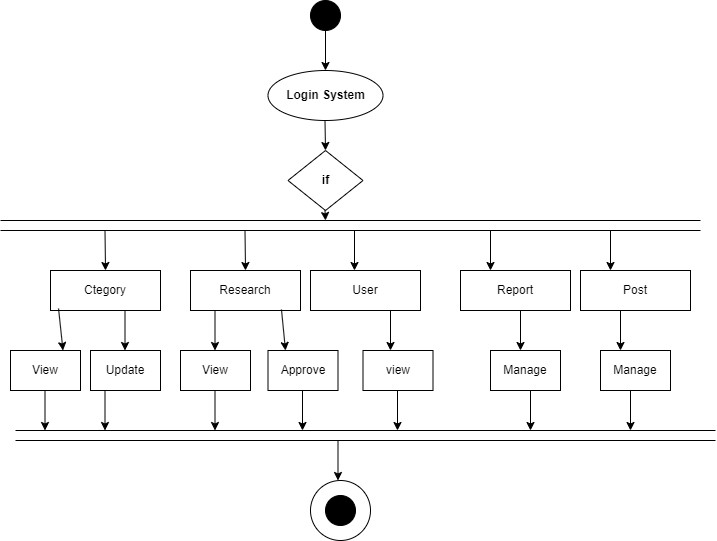 Login System
if
Ctegory
Research
User
Report
Post
View
Update
View
Approve
view
Manage
Manage